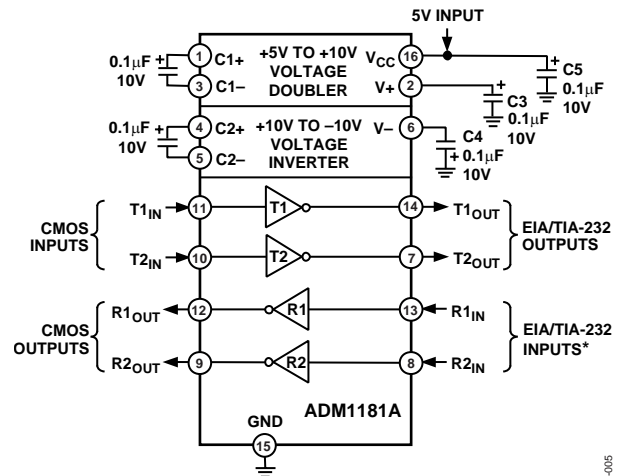 5V INPUT
0.1μF
10V
+
1
C1+
3
C1–
+5V TO +10V
VOLTAGE
DOUBLER
VCC
16
V+
2
+
C3
0.1μF
10V
+
C5
0.1μF
10V
0.1μF
10V
+
4
C2+
5
C2–
+10V TO –10V
VOLTAGE
INVERTER
V–
6
C4
+
0.1μF
10V
CMOS
INPUTS
T1IN
11
T1
14
T1OUT
T2IN
10
T2
7
T2OUT
EIA/TIA-232
OUTPUTS
CMOS
OUTPUTS
R1OUT
12
R1
13
R1IN
R2OUT
9
R2
8
R2IN
EIA/TIA-232
INPUTS*
GND
15
ADM1181A
-005